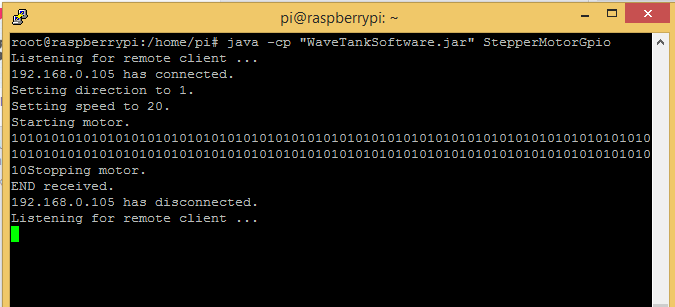 pi@raspberrypi: ~
root@raspberrypi:/home/pi# java -cp "WaveTankSoftware.jar" StepperMotorGpio
Listening for remote client ...
192.168.0.105 has connected.
Setting direction to 1.
Setting speed to 20.
Starting motor.
10101010101010101010101010101010101010101010101010101010101010101010101010101010
10101010101010101010101010101010101010101010101010101010101010101010101010101010
10Stopping motor.
END received.
192.168.0.105 has disconnected.
Listening for remote client ...